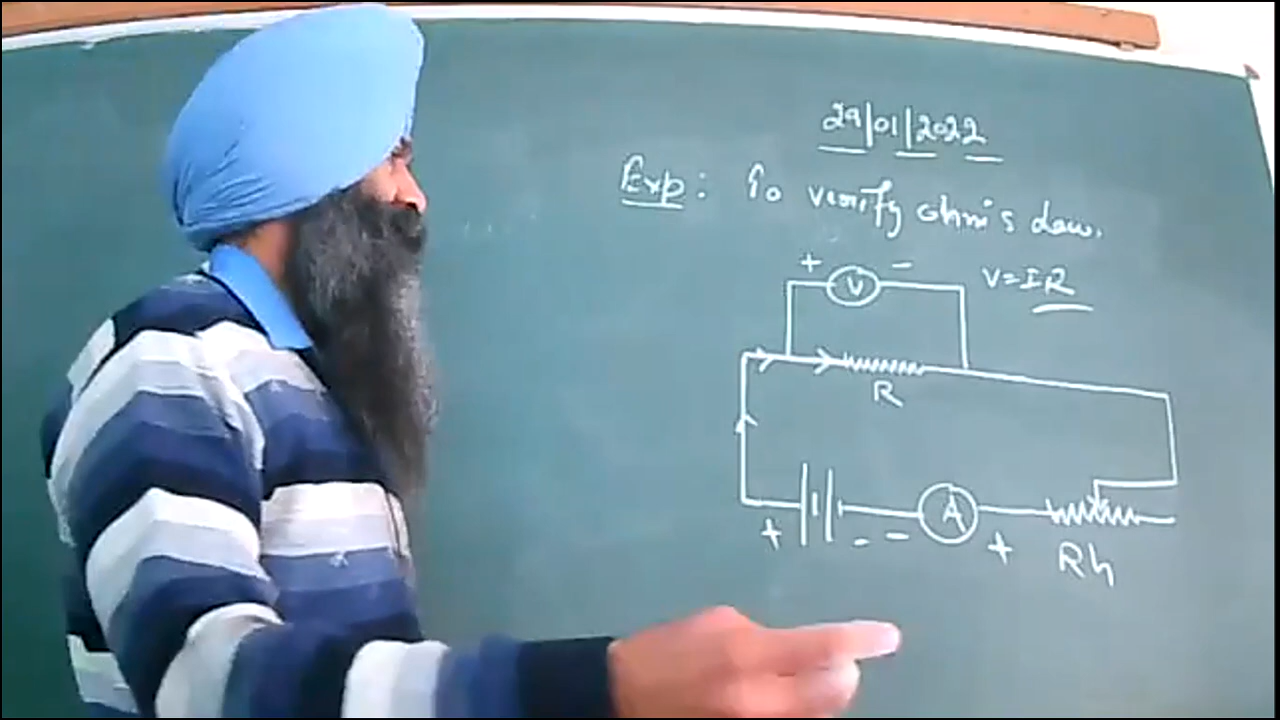 29|01|2022
Exp: To verify ohm's Law.
+ V -
V=IR
R
+ - - A +
Rh